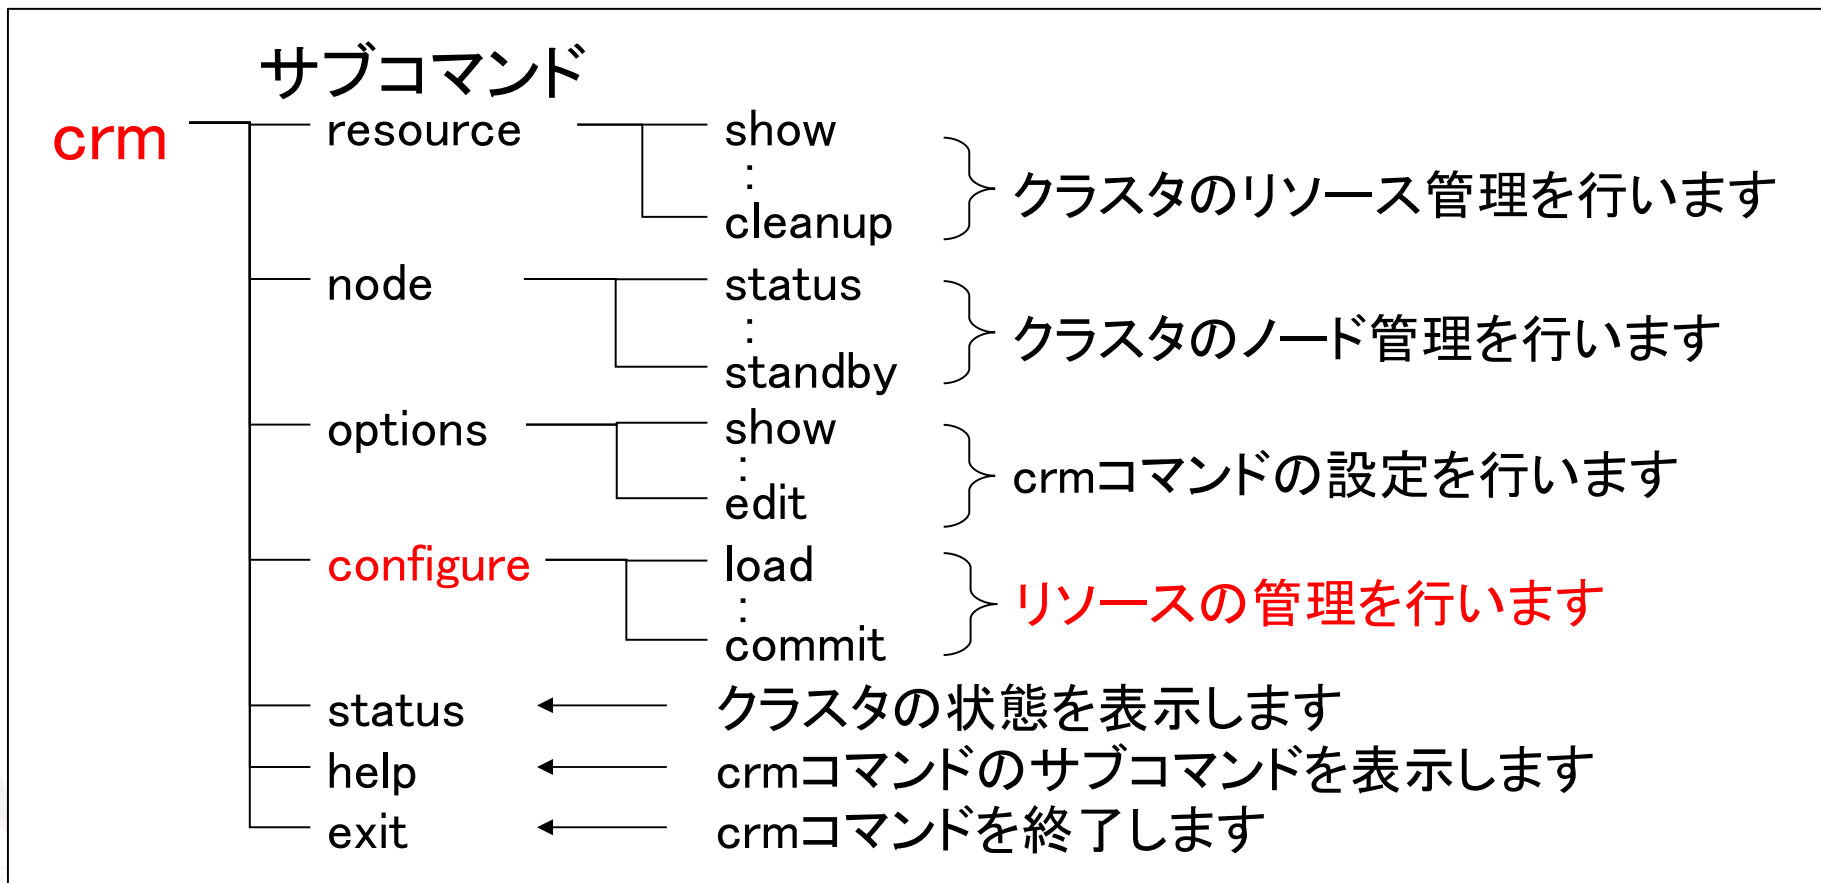 サブコマンド
crm
resource
show
:
cleanup
クラスタのリソース管理を行います
node
status
:
standby
クラスタのノード管理を行います
options
show
:
edit
crmコマンドの設定を行います
configure
load
:
commit
リソースの管理を行います
status
クラスタの状態を表示します
help
crmコマンドのサブコマンドを表示します
exit
crmコマンドを終了します